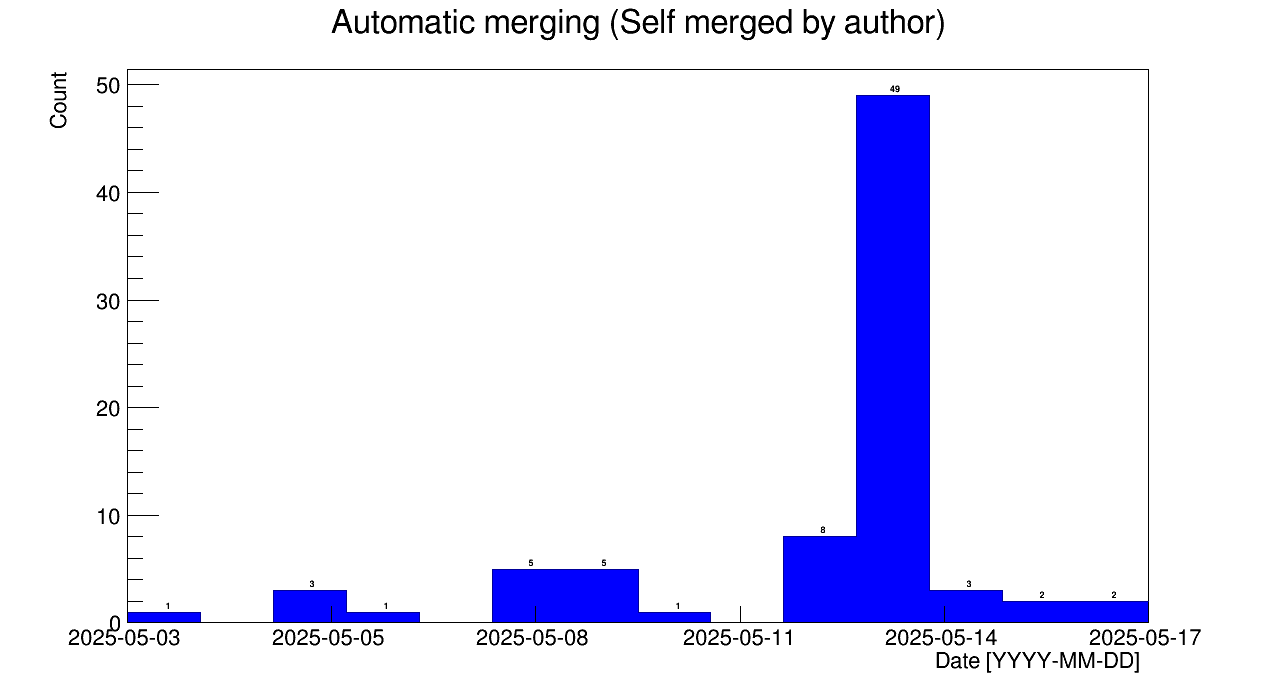 Automatic merging (Self merged by author)
Count
50
40
30
20
10
0
49
8
5 5
3 3
2 2
1 1 1
2025-05-03 2025-05-05 2025-05-08 2025-05-11 2025-05-14 2025-05-17
Date [YYYY-MM-DD]